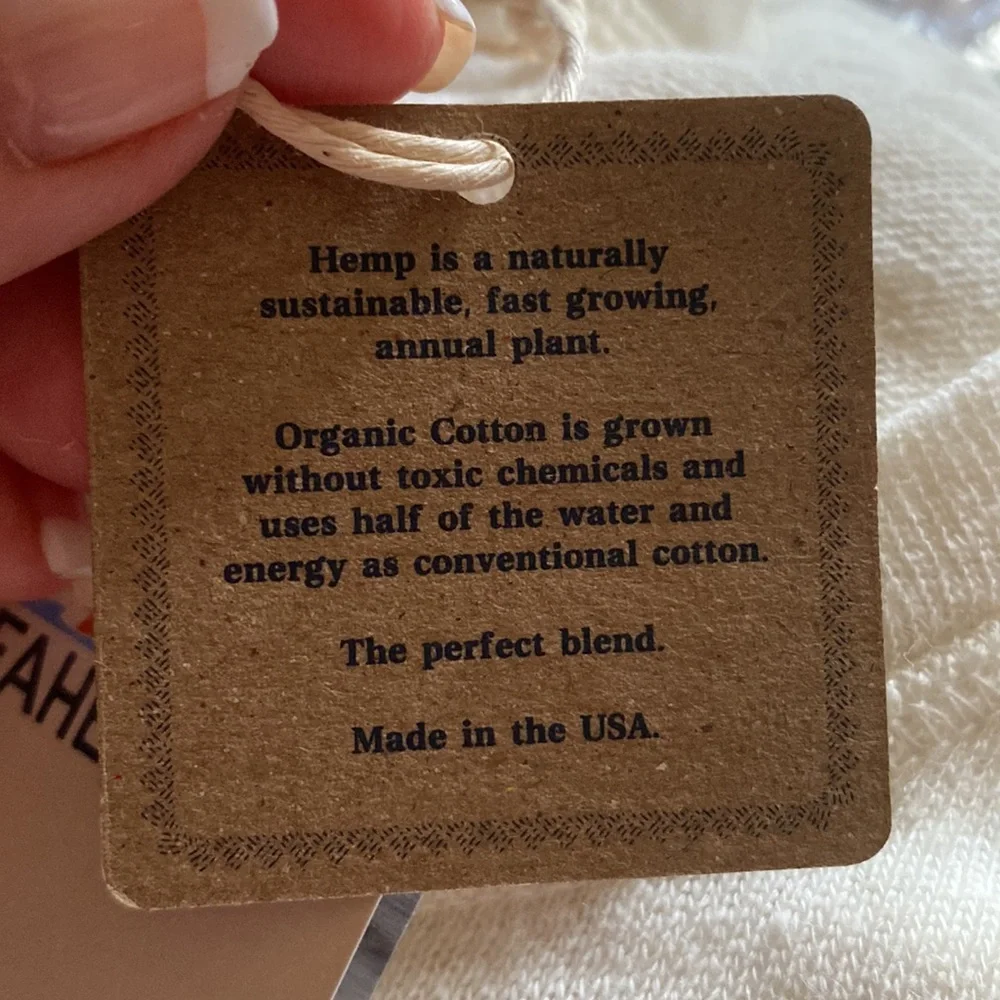 Hemp is a naturally
sustainable, fast growing,
annual plant.
Organic Cotton is grown
without toxic chemicals and
uses half of the water and
energy as conventional cotton.
The perfect blend.
Made in the USA.